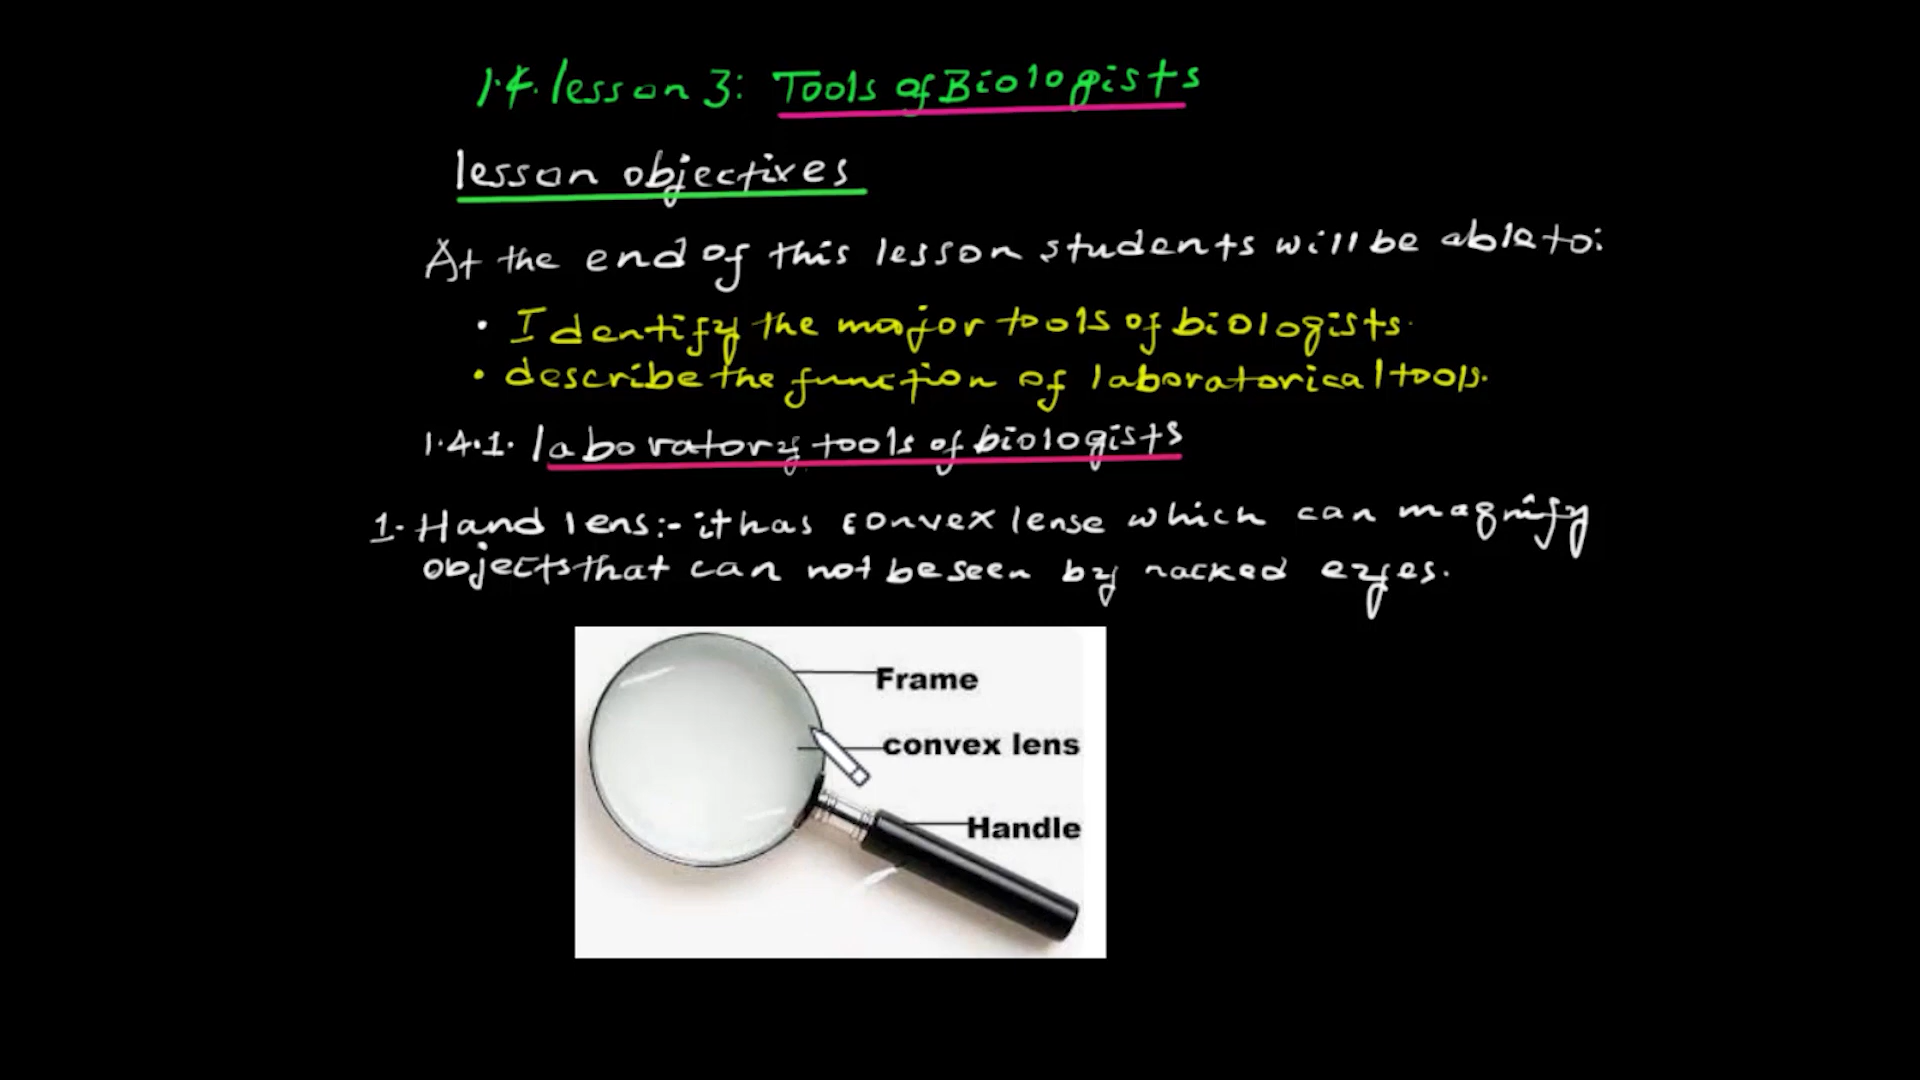 1.4. lesson 3: Tools of Biologists
lesson objectives
At the end of this lesson students will be able to:
• Identify the major tools of biologists.
• describe the function of laboratorical tools.
1.4.1. laboratory tools of biologists
1. Hand lens:- it has convex lense which can magnify
objects that can not be seen by nacked eyes.
Frame
convex lens
Handle